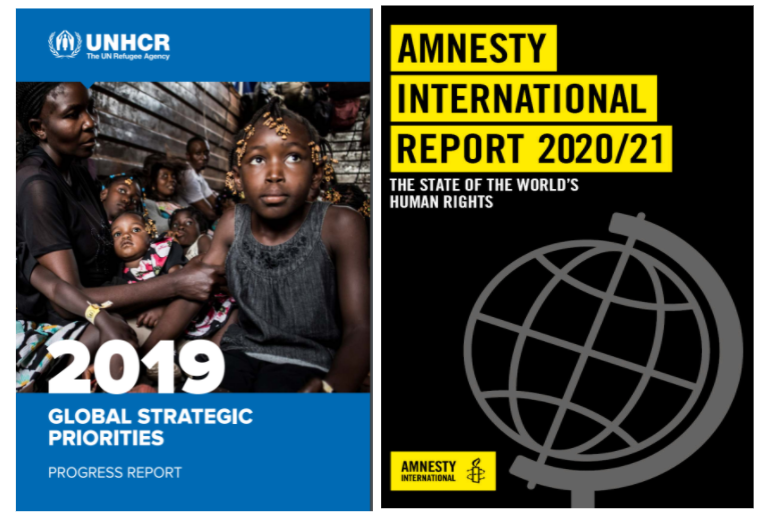 UNHCR
The UN Refugee Agency
2019
GLOBAL STRATEGIC
PRIORITIES
PROGRESS REPORT
AMNESTY
INTERNATIONAL
REPORT 2020/21
THE STATE OF THE WORLD'S
HUMAN RIGHTS
AMNESTY
INTERNATIONAL